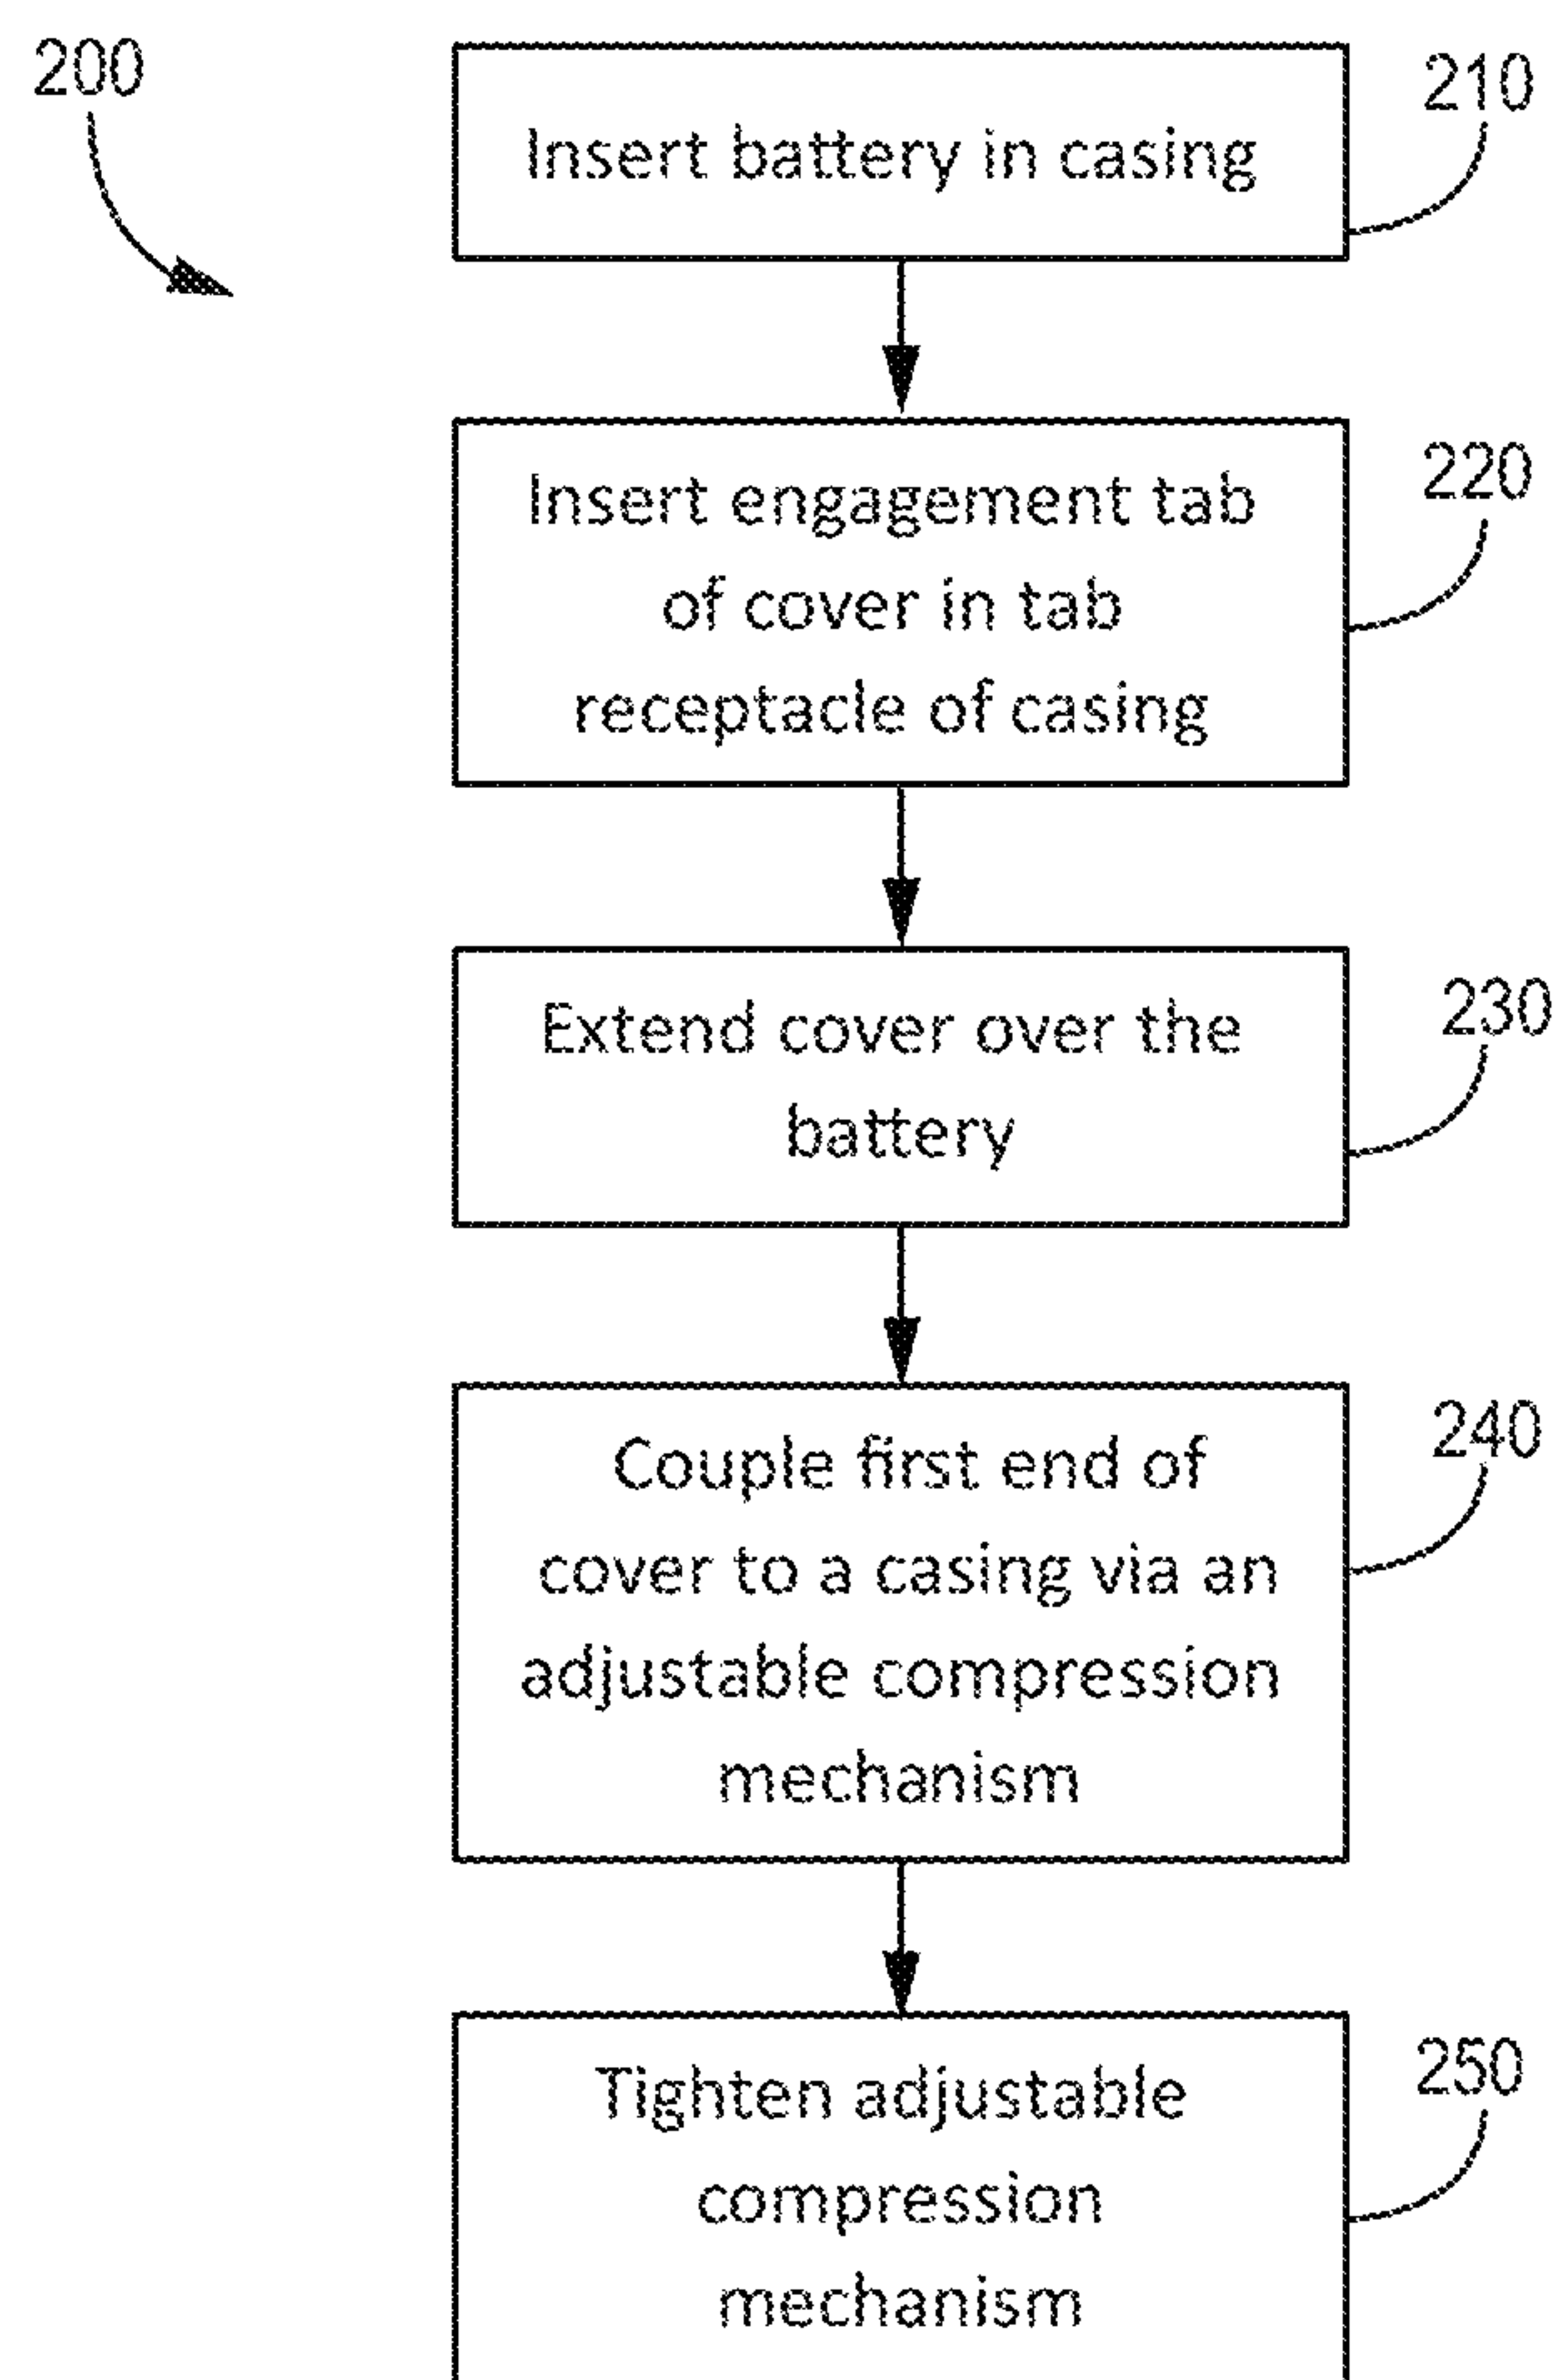 200
210
Insert battery in casing
220
Insert engagement tab
of cover in tab
receptacle of casing
230
Extend cover over the
battery
240
Couple first end of
cover to a casing via an
adjustable compression
mechanism
250
Tighten adjustable
compression
mechanism